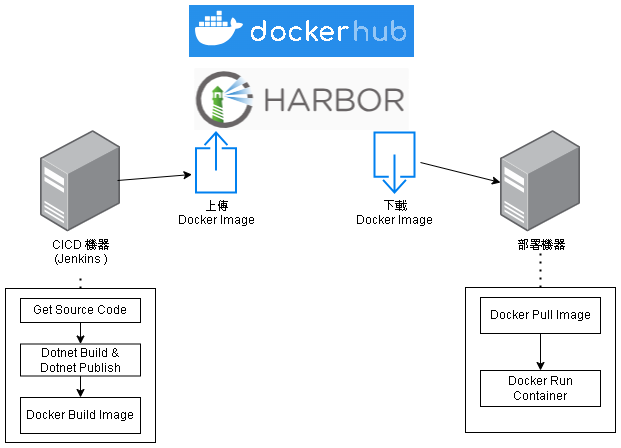 dockerhub
HARBOR
上傳
Docker Image
下載
Docker Image
CICD 機器
(Jenkins )
部署機器
Get Source Code
Dotnet Build &
Dotnet Publish
Docker Build Image
Docker Pull Image
Docker Run
Container